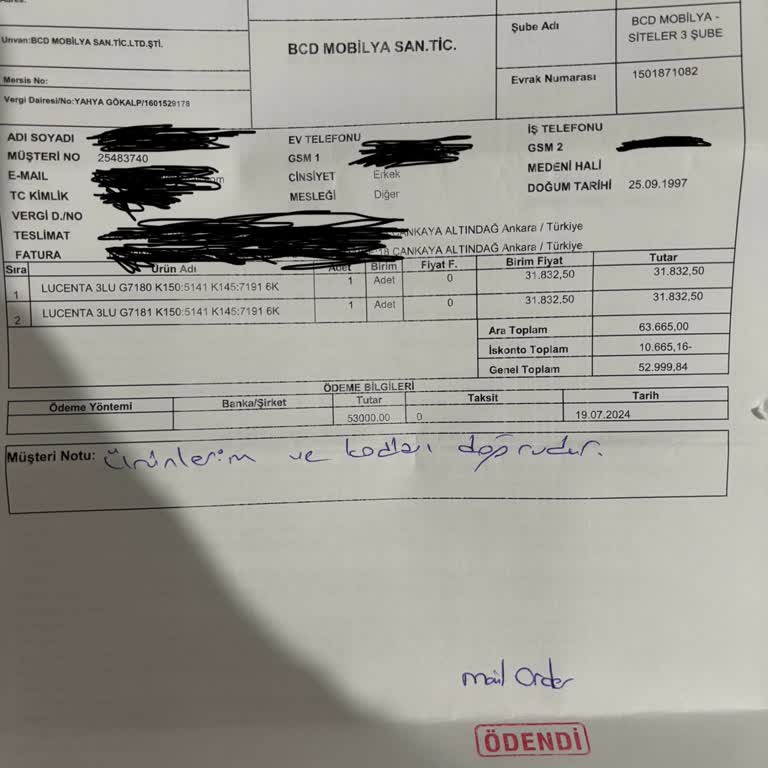 Unvan:BCD MOBİLYA SAN.TİC.LTD.ŞTİ.
BCD MOBİLYA SAN.TİC.
Şube Adı
BCD MOBİLYA -
SİTELER 3 ŞUBE
Mersis No:
Evrak Numarası 1501871082
Vergi Dairesi/No:YAHYA GÖKALP/1601529178
ADI SOYADI EV TELEFONU İŞ TELEFONU
MÜŞTERİ NO 25483740 GSM 1 GSM 2
E-MAIL CİNSİYET Erkek MEDENİ HALİ
TC KİMLİK MESLEĞİ Diğer DOĞUM TARİHİ 25.09.1997
VERGİ D./NO
TESLİMAT ÇANKAYA ALTINDAĞ Ankara / Türkiye
FATURA ÇANKAYA ALTINDAĞ Ankara / Türkiye
Sıra Ürün Adı Adet Birim Fiyat F. Birim Fiyat Tutar
1 LUCENTA 3LU G7180 K150:5141 K145:7191 6K 1 Adet 0 31.832,50 31.832,50
2 LUCENTA 3LU G7181 K150:5141 K145:7191 6K 1 Adet 0 31.832,50 31.832,50
Ara Toplam 63.665,00
İskonto Toplam 10.665,16-
Genel Toplam 52.999,84
ÖDEME BİLGİLERİ
Ödeme Yöntemi Banka/Şirket Tutar Taksit Tarih
53000.00 0 19.07.2024
Müşteri Notu: Ürünlerim ve kodları doğrudur.
mail Order
ÖDENDİ